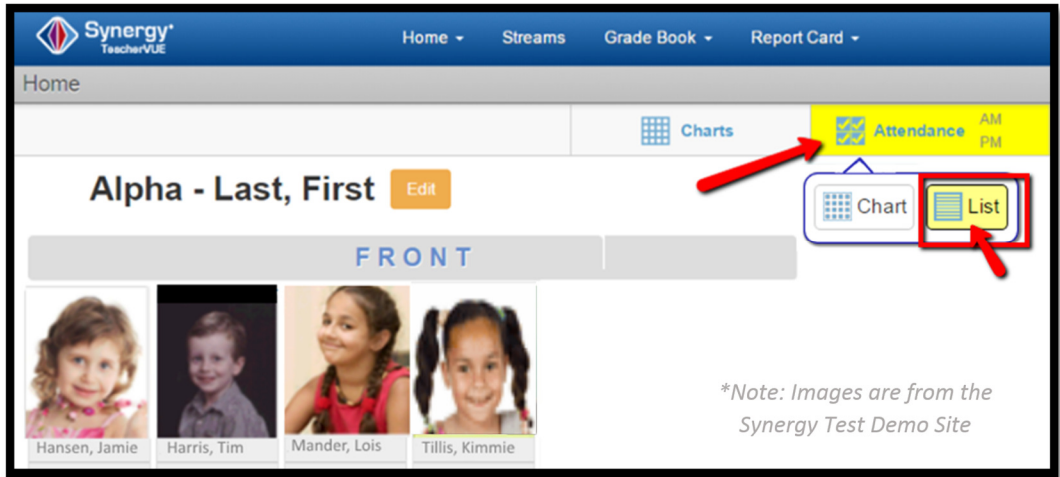 Synergy
TeacherVUE
Home Streams Grade Book Report Card
Home
Charts Attendance AM
PM
Alpha - Last, First Edit
Chart List
FRONT
*Note: Images are from the
Synergy Test Demo Site
Hansen, Jamie Harris, Tim Mander, Lois Tillis, Kimmie